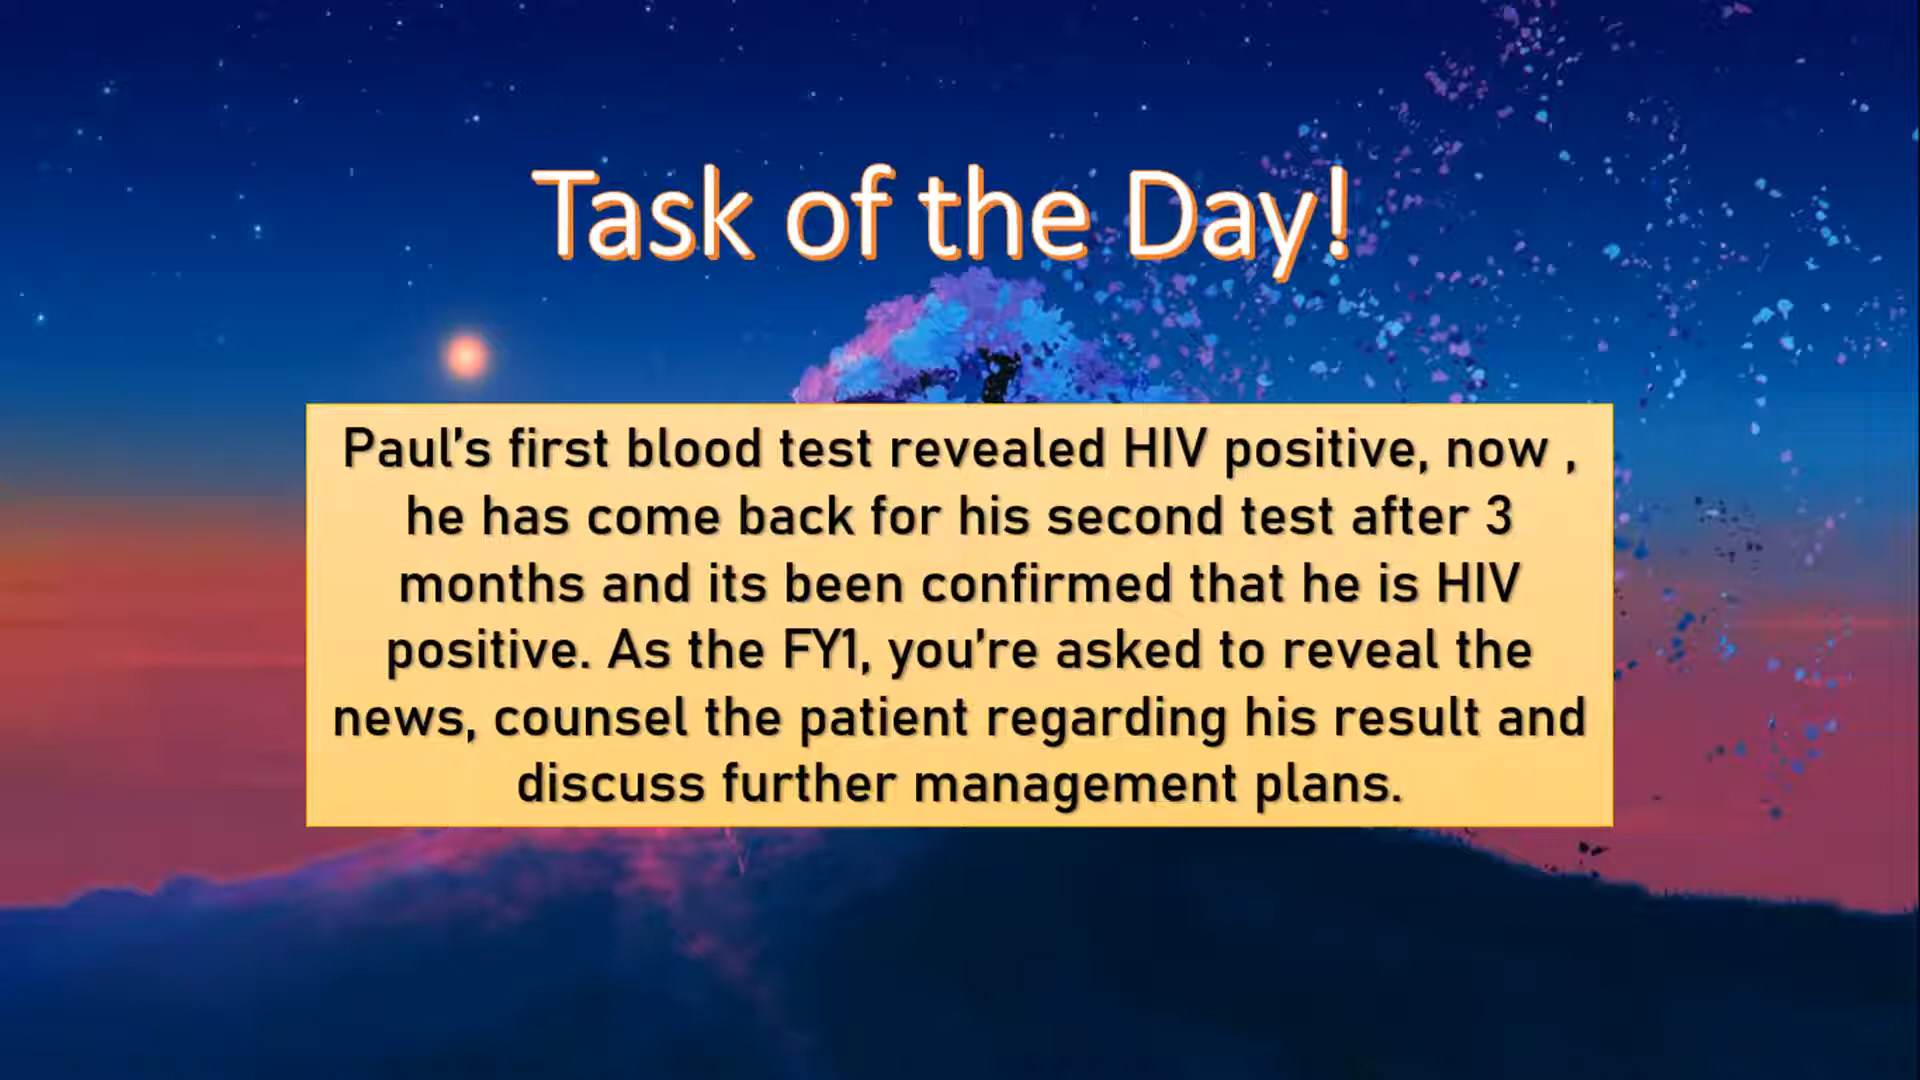 Task of the Day!
Paul's first blood test revealed HIV positive, now ,
he has come back for his second test after 3
months and its been confirmed that he is HIV
positive. As the FY1, you're asked to reveal the
news, counsel the patient regarding his result and
discuss further management plans.